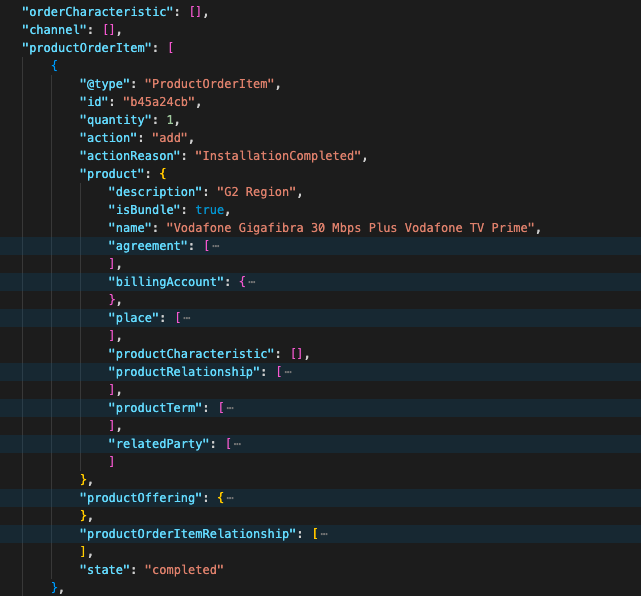 "orderCharacteristic": [],
"channel": [],
"productOrderItem": [
{
"@type": "ProductOrderItem",
"id": "b45a24cb",
"quantity": 1,
"action": "add",
"actionReason": "InstallationCompleted",
"product": {
"description": "G2 Region",
"isBundle": true,
"name": "Vodafone Gigafibra 30 Mbps Plus Vodafone TV Prime",
"agreement": [⋯
],
"billingAccount": {⋯
},
"place": [⋯
],
"productCharacteristic": [],
"productRelationship": [⋯
],
"productTerm": [⋯
],
"relatedParty": [⋯
]
},
"productOffering": {⋯
},
"productOrderItemRelationship": [⋯
],
"state": "completed"
},